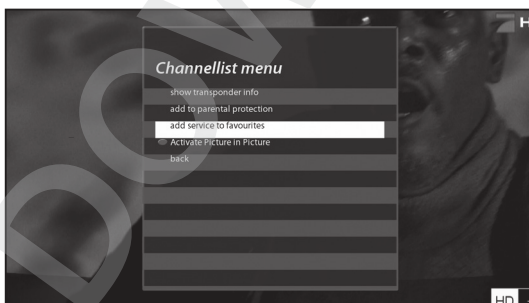 Channellist menu
show transponder info
add to parental protection
add service to favourites
Activate Picture in Picture
back
HD